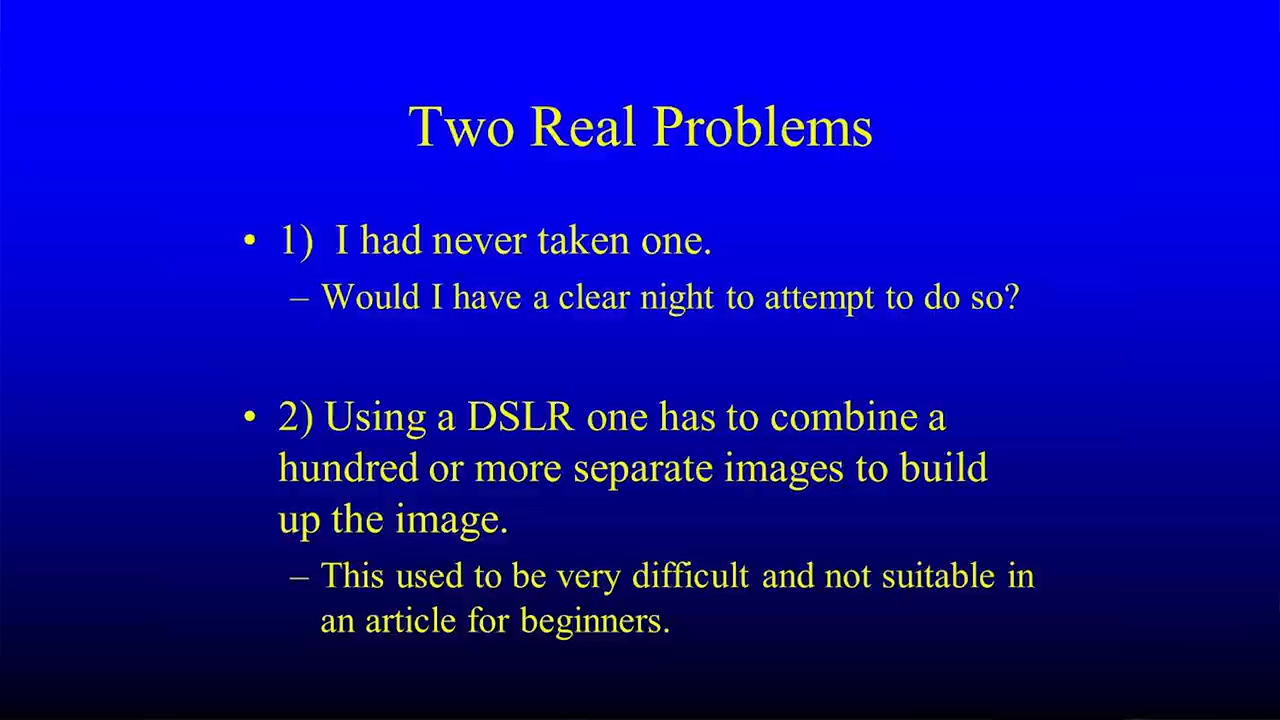 Two Real Problems
• 1) I had never taken one.
– Would I have a clear night to attempt to do so?
• 2) Using a DSLR one has to combine a
hundred or more separate images to build
up the image.
– This used to be very difficult and not suitable in
an article for beginners.